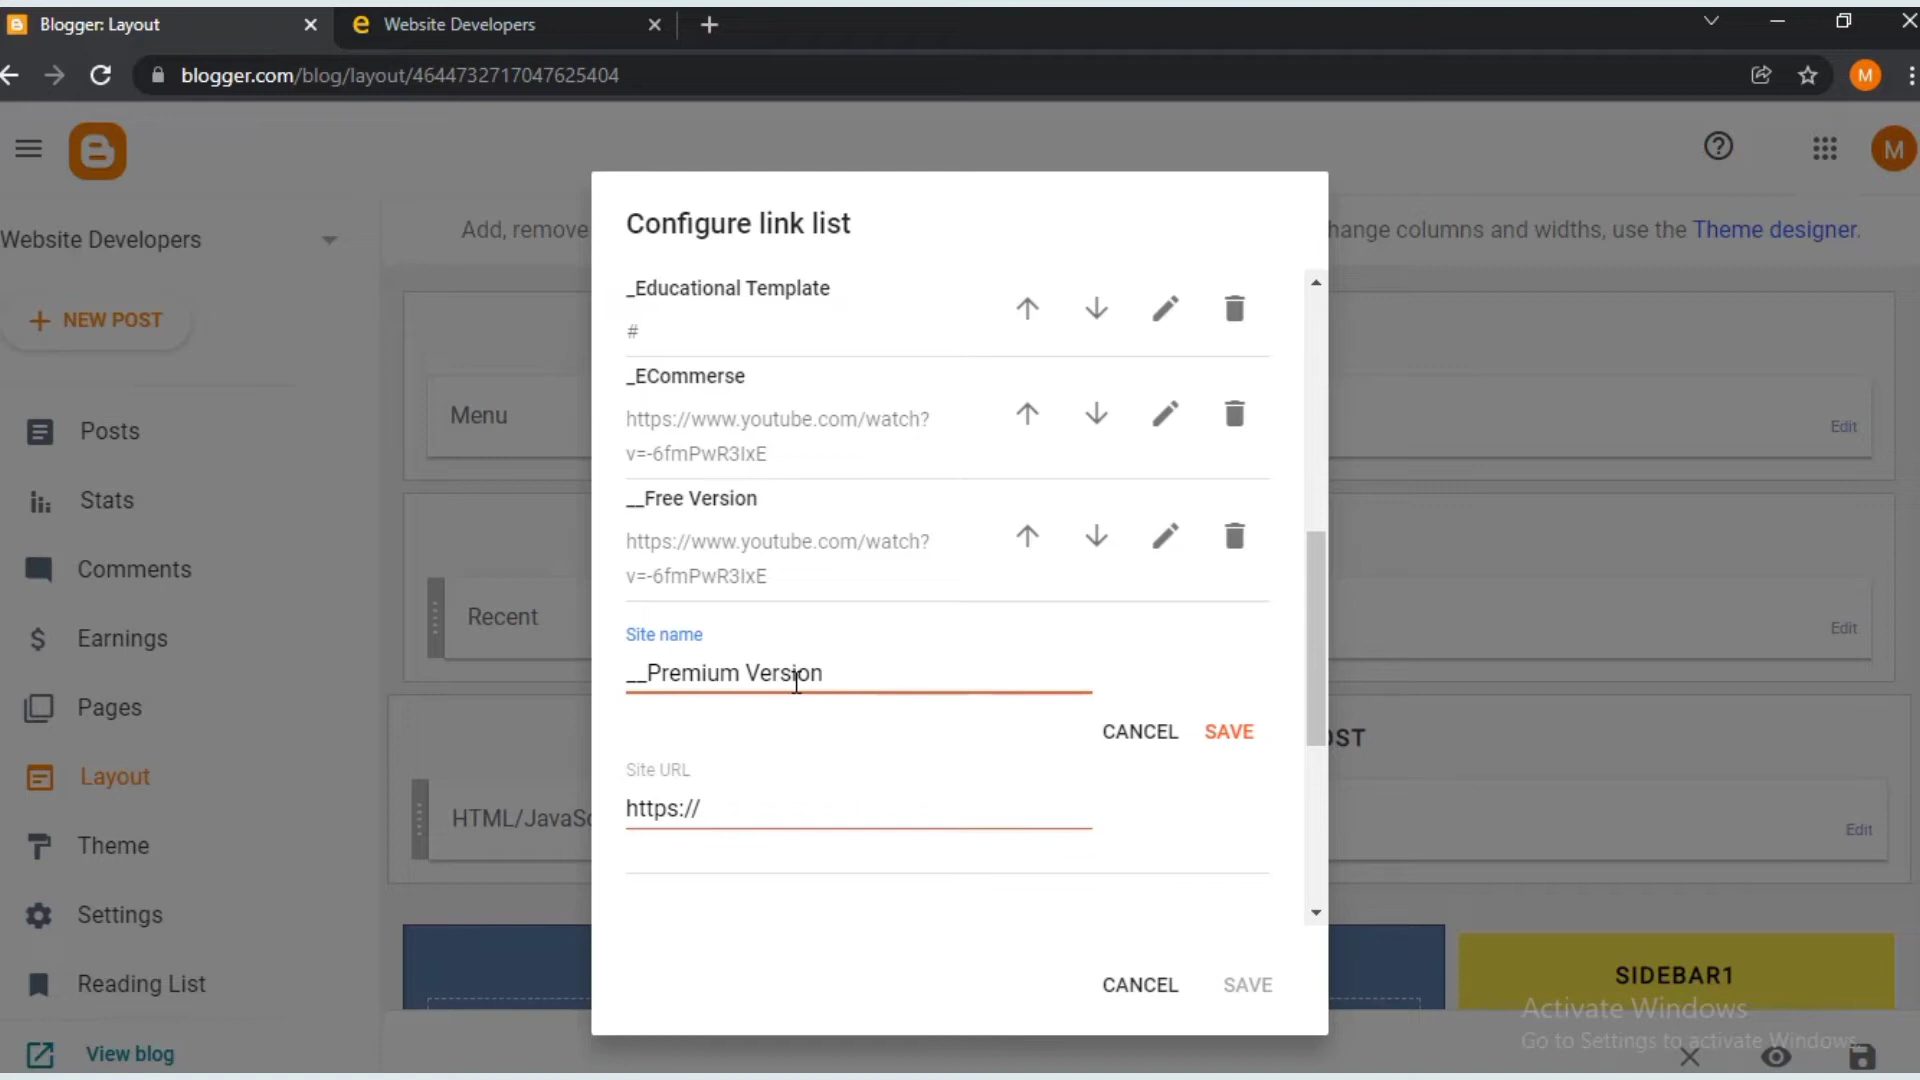 Blogger: Layout
Website Developers
blogger.com/blog/layout/4644732717047625404
M
M
Website Developers
NEW POST
Posts
Stats
Comments
Earnings
Pages
Layout
Theme
Settings
Reading List
View blog
Add, remove
hange columns and widths, use the Theme designer.
Menu
Edit
Recent
Edit
OST
HTML/JavaSc
Edit
SIDEBAR1
Configure link list
_Educational Template
#
_ECommerse
https://www.youtube.com/watch?
v=-6fmPwR3IxE
__Free Version
https://www.youtube.com/watch?
v=-6fmPwR3IxE
Site name
__Premium Version
CANCEL SAVE
Site URL
https://
CANCEL SAVE
Activate Windows
Go to Settings to activate Windows.